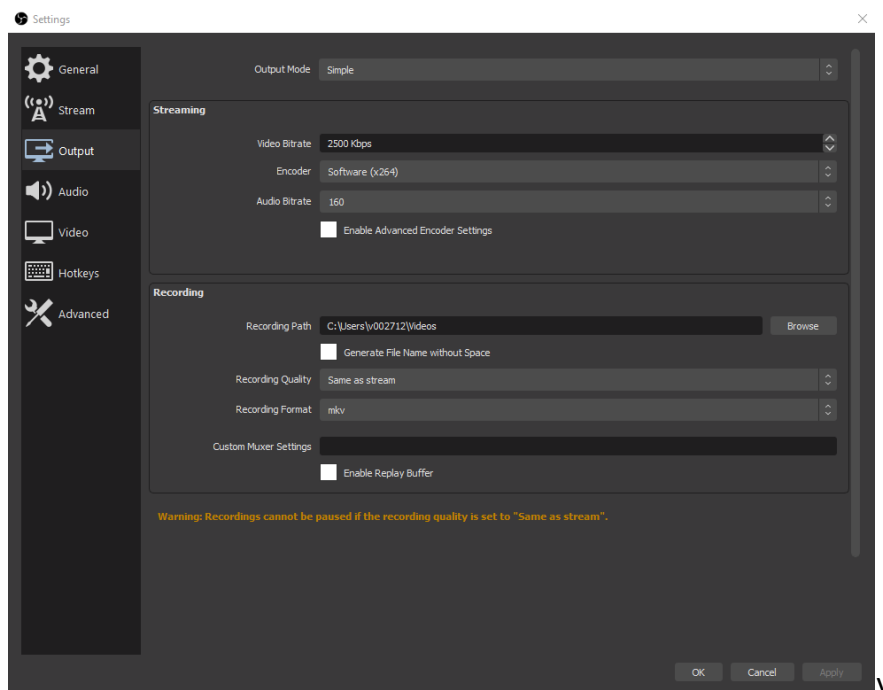 Settings
General
Stream
Output
Audio
Video
Hotkeys
Advanced
Output Mode Simple
Streaming
Video Bitrate 2500 Kbps
Encoder Software (x264)
Audio Bitrate 160
Enable Advanced Encoder Settings
Recording
Recording Path C:\Users\v002712\Videos Browse
Generate File Name without Space
Recording Quality Same as stream
Recording Format mkv
Custom Muxer Settings
Enable Replay Buffer
Warning: Recordings cannot be paused if the recording quality is set to "Same as stream".
OK Cancel Apply